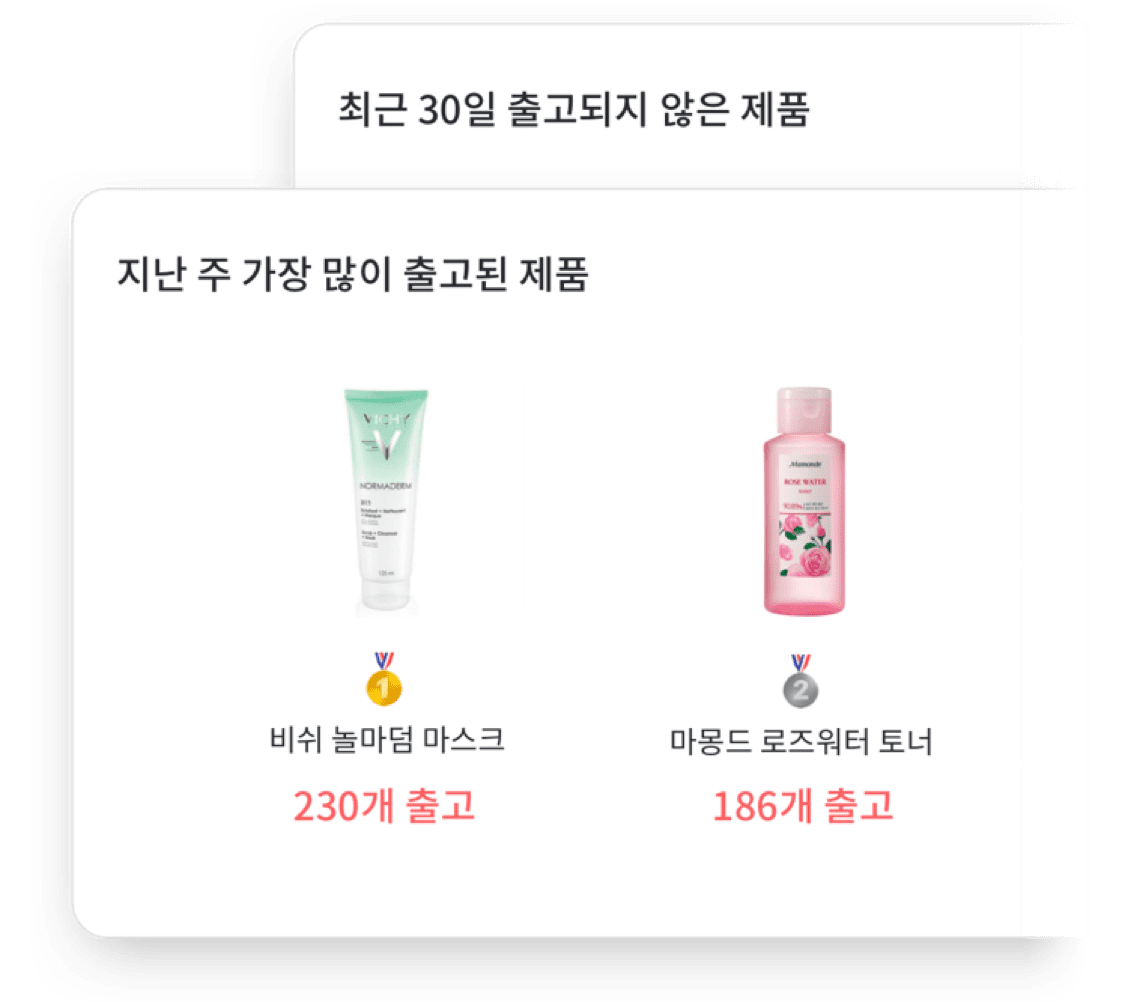 최근 30일 출고되지 않은 제품
지난 주 가장 많이 출고된 제품
VICHY
NORMADERM
Mamonde
ROSE WATER
1
2
비쉬 놀마덤 마스크
마몽드 로즈워터 토너
230개 출고
186개 출고